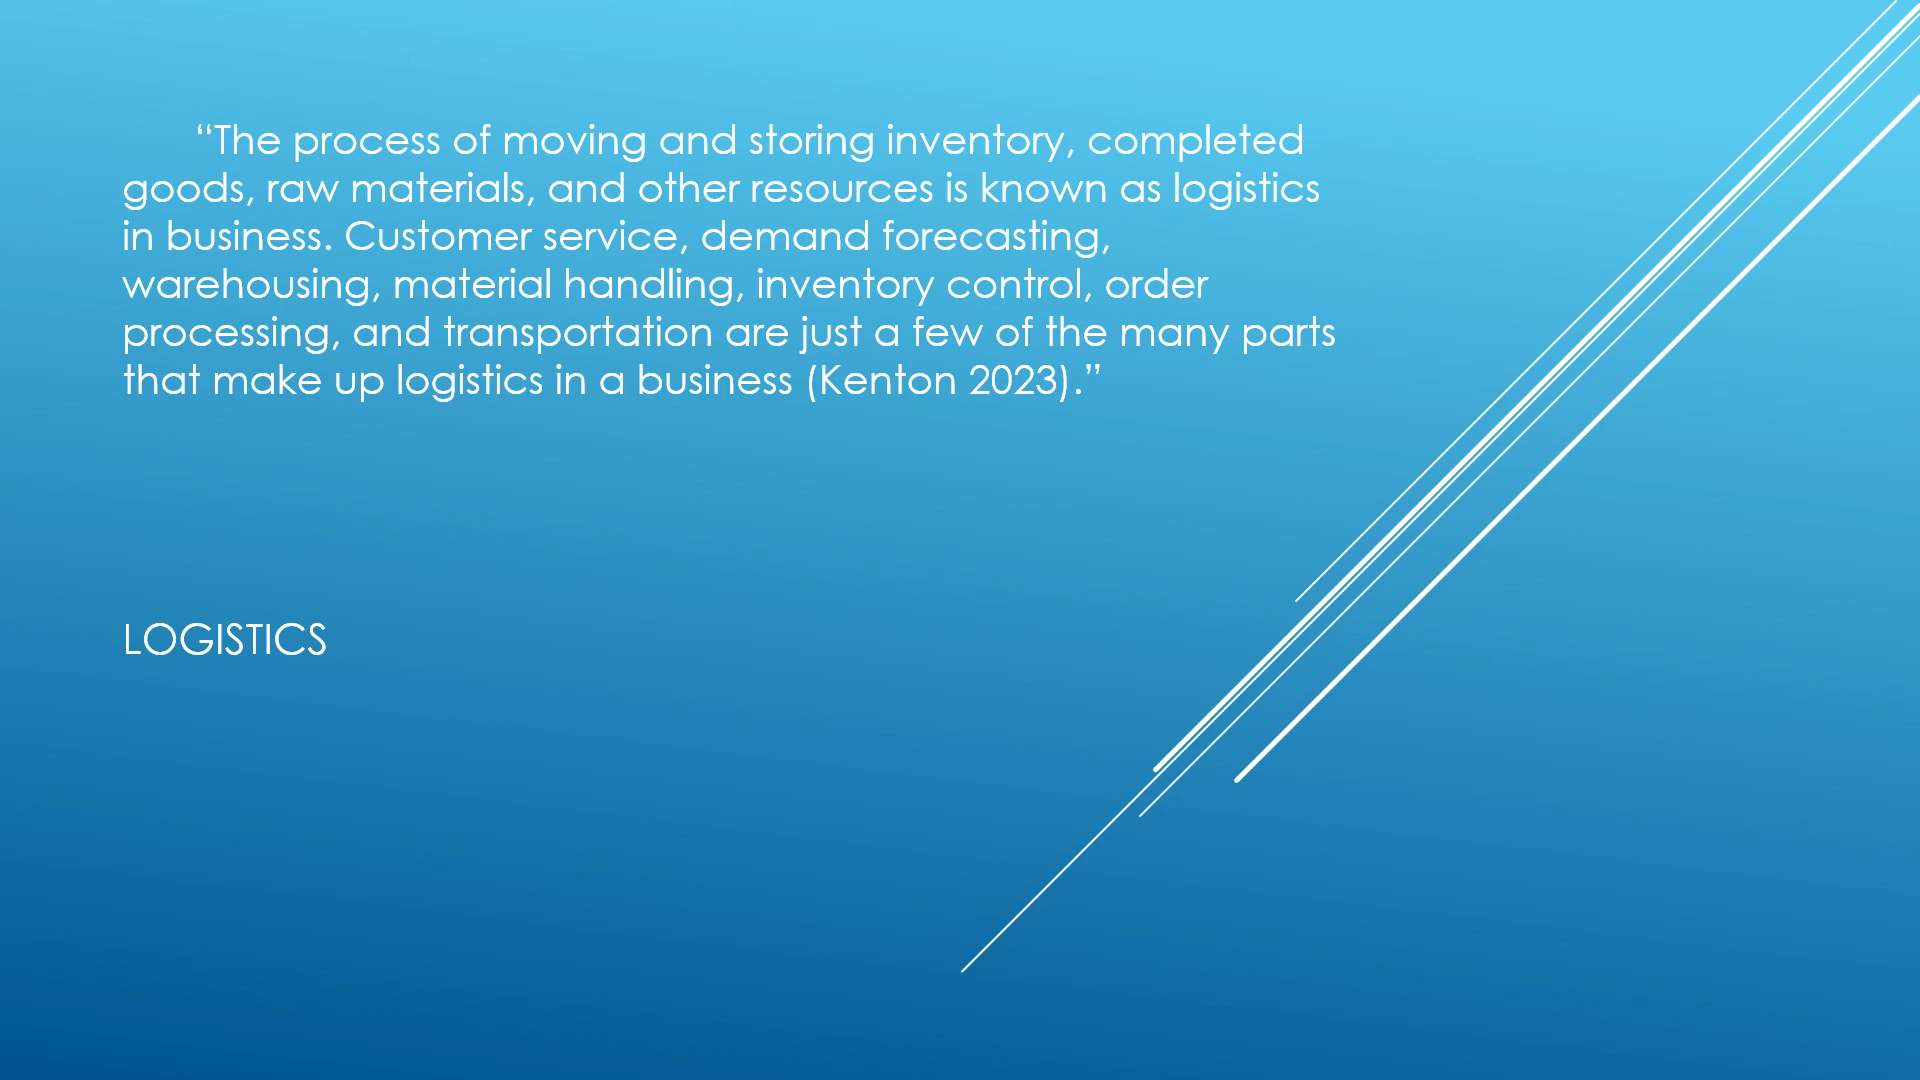 “The process of moving and storing inventory, completed
goods, raw materials, and other resources is known as logistics
in business. Customer service, demand forecasting,
warehousing, material handling, inventory control, order
processing, and transportation are just a few of the many parts
that make up logistics in a business (Kenton 2023).”
LOGISTICS